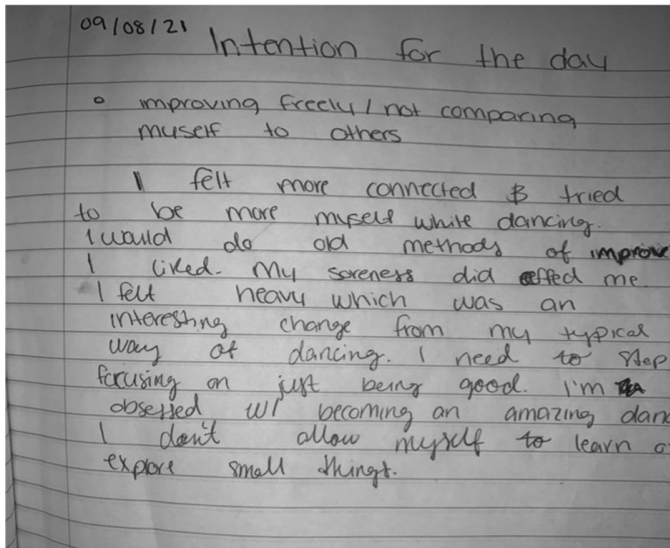 09/08/21
Intention for the day
o improving freely / not comparing
myself to others
I felt more connected & tried
to be more myself while dancing.
I would do old methods of improv
I liked. My soreness did effed me.
I felt heavy which was an
interesting change from my typical
way of dancing. I need to stop
focusing on just being good. I'm
obsessed w/ becoming an amazing danc
I don't allow myself to learn o
explore small things.